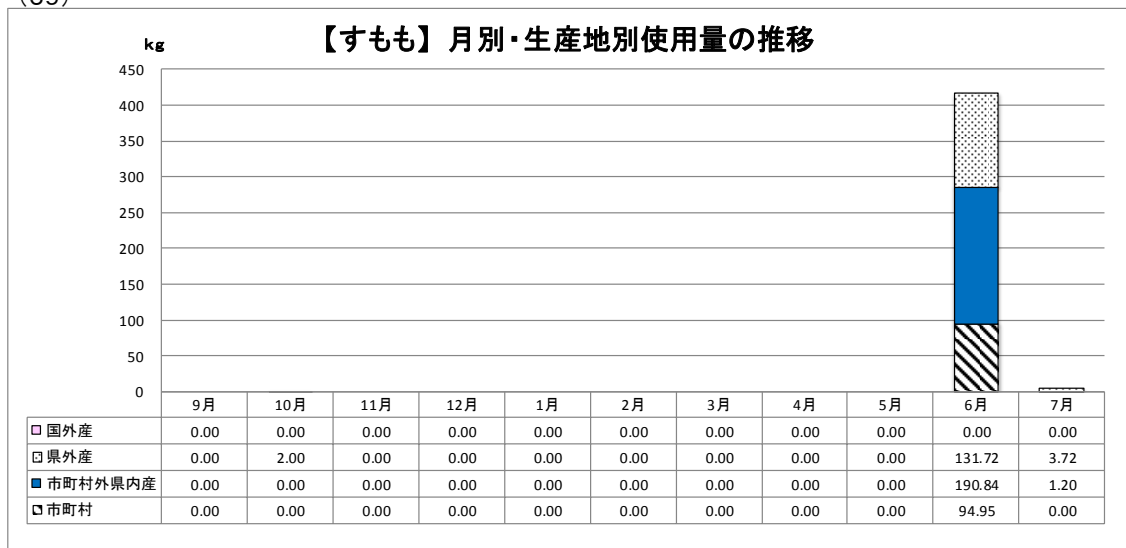 kg
【すもも】 月別・生産地別使用量の推移
450
400
350
300
250
200
150
100
50
0
9月 10月 11月 12月 1月 2月 3月 4月 5月 6月 7月
国外産 0.00 0.00 0.00 0.00 0.00 0.00 0.00 0.00 0.00 0.00 0.00
県外産 0.00 2.00 0.00 0.00 0.00 0.00 0.00 0.00 0.00 131.72 3.72
市町村外県内産 0.00 0.00 0.00 0.00 0.00 0.00 0.00 0.00 0.00 190.84 1.20
市町村 0.00 0.00 0.00 0.00 0.00 0.00 0.00 0.00 0.00 94.95 0.00